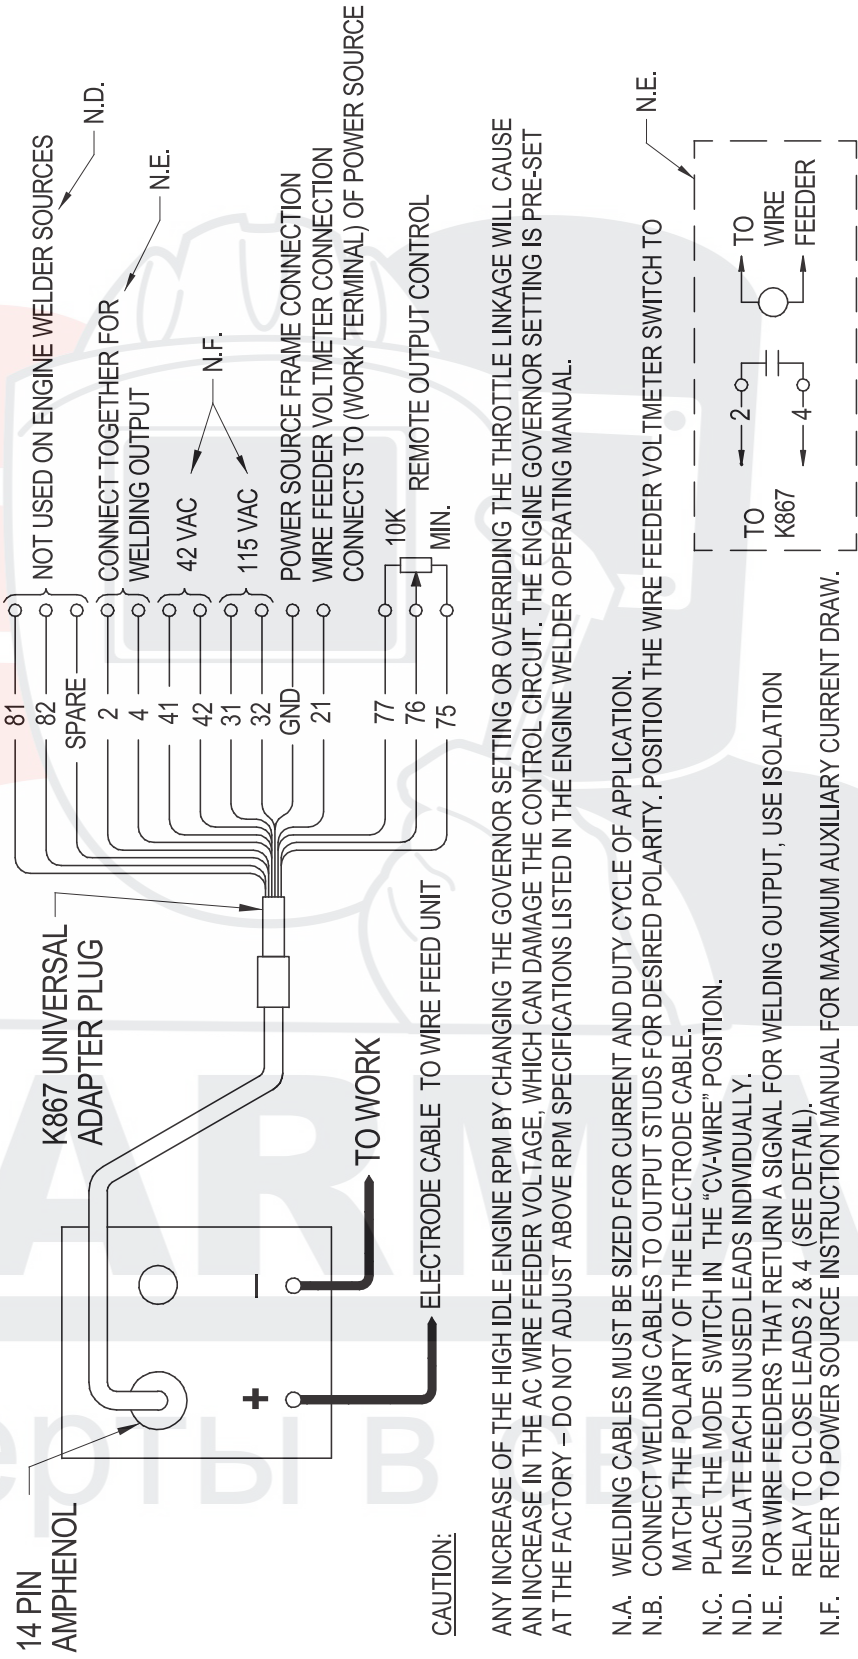 14 PIN
AMPHENOL
K867 UNIVERSAL
ADAPTER PLUG
81
82
SPARE
2
4
41
42
31
32
GND
21
77
76
75
NOT USED ON ENGINE WELDER SOURCES
N.D.
CONNECT TOGETHER FOR
WELDING OUTPUT
N.E.
42 VAC
115 VAC
N.F.
POWER SOURCE FRAME CONNECTION
WIRE FEEDER VOLTMETER CONNECTION
CONNECTS TO (WORK TERMINAL) OF POWER SOURCE
10K
MIN.
REMOTE OUTPUT CONTROL
+
–
TO WORK
ELECTRODE CABLE TO WIRE FEED UNIT
CAUTION:
ANY INCREASE OF THE HIGH IDLE ENGINE RPM BY CHANGING THE GOVERNOR SETTING OR OVERRIDING THE THROTTLE LINKAGE WILL CAUSE
AN INCREASE IN THE AC WIRE FEEDER VOLTAGE, WHICH CAN DAMAGE THE CONTROL CIRCUIT. THE ENGINE GOVERNOR SETTING IS PRE-SET
AT THE FACTORY – DO NOT ADJUST ABOVE RPM SPECIFICATIONS LISTED IN THE ENGINE WELDER OPERATING MANUAL.
N.A. WELDING CABLES MUST BE SIZED FOR CURRENT AND DUTY CYCLE OF APPLICATION.
N.B. CONNECT WELDING CABLES TO OUTPUT STUDS FOR DESIRED POLARITY. POSITION THE WIRE FEEDER VOLTMETER SWITCH TO
MATCH THE POLARITY OF THE ELECTRODE CABLE.
N.C. PLACE THE MODE SWITCH IN THE “CV-WIRE” POSITION.
N.D. INSULATE EACH UNUSED LEADS INDIVIDUALLY.
N.E. FOR WIRE FEEDERS THAT RETURN A SIGNAL FOR WELDING OUTPUT, USE ISOLATION
RELAY TO CLOSE LEADS 2 & 4 (SEE DETAIL).
N.F. REFER TO POWER SOURCE INSTRUCTION MANUAL FOR MAXIMUM AUXILIARY CURRENT DRAW.
N.E.
TO
K867
2
4
TO
WIRE
FEEDER
ARMA
ерты в свар